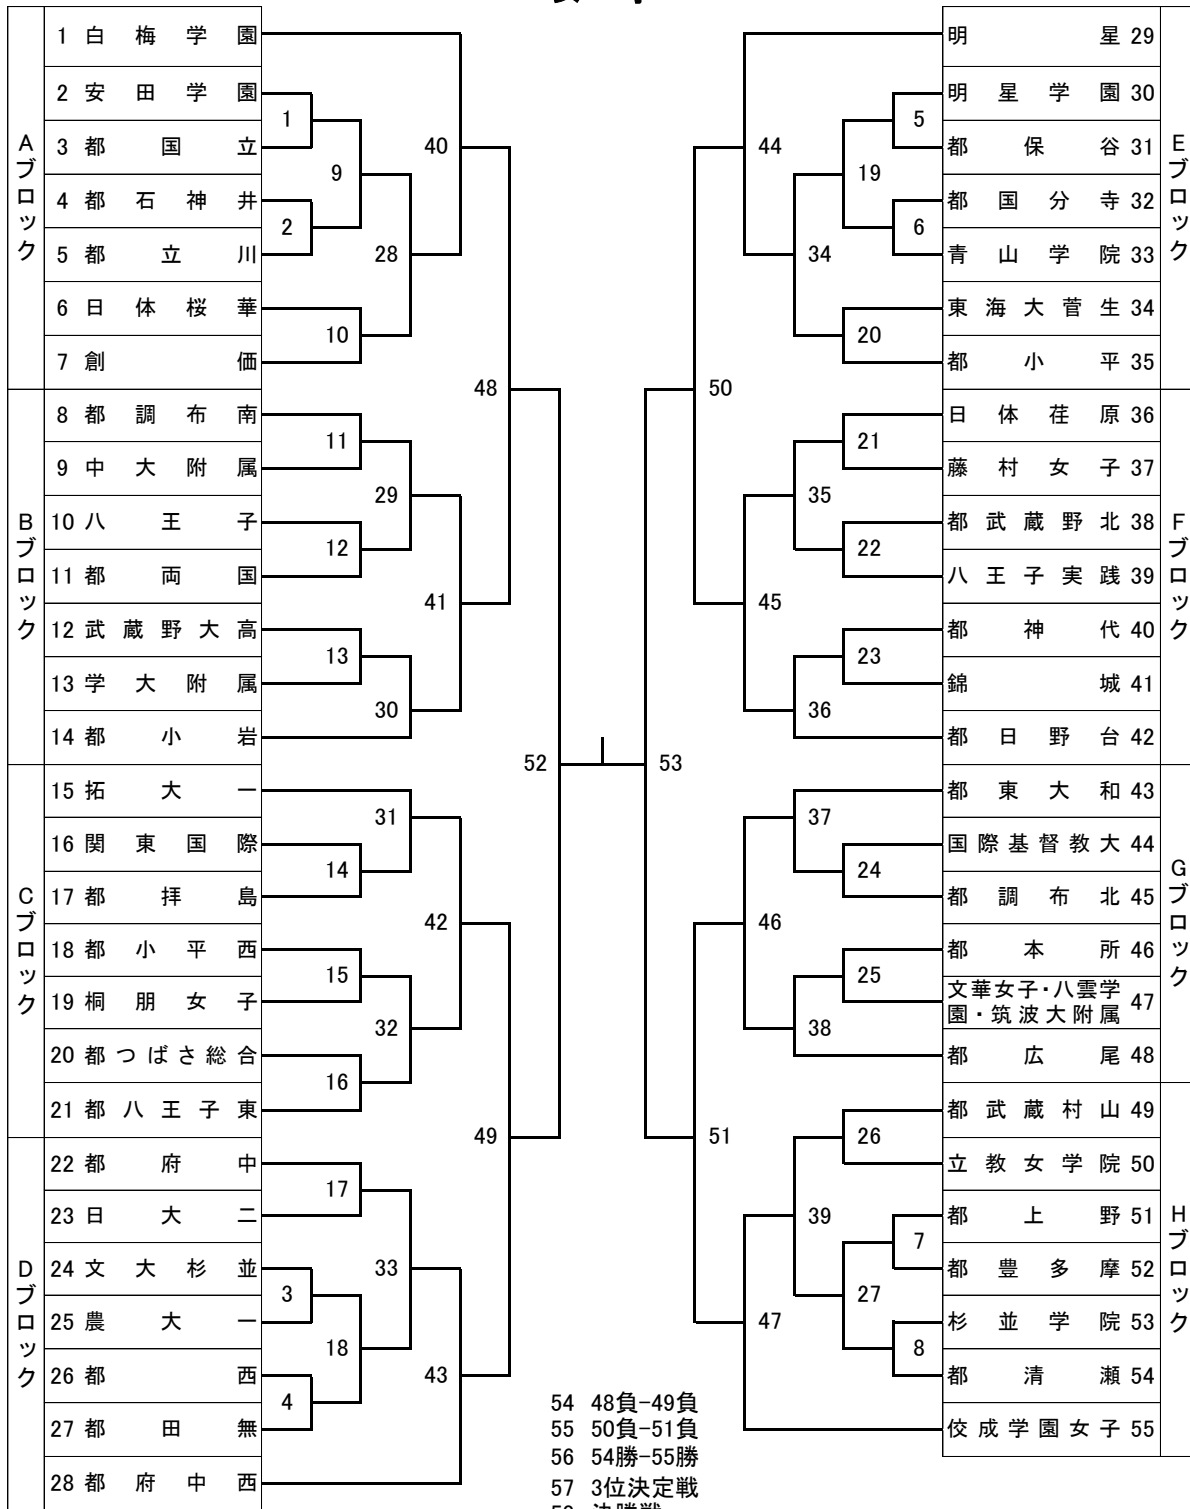 Aブロック
1 白梅学園
2 安田学園
3 都国立
4 都石神井
5 都立川
6 日体桜華
7 創価
Bブロック
8 都調布南
9 中大附属
10 八王子
11 都両国
12 武蔵野大高
13 学大附属
14 都小岩
Cブロック
15 拓大一
16 関東国際
17 都拝島
18 都小平西
19 桐朋女子
20 都つばさ総合
21 都八王子東
Dブロック
22 都府中
23 日大二
24 文大杉並
25 農大一
26 都西
27 都田無
28 都府中西
1
2
9
10
28
40
11
12
29
13
30
41
48
31
14
15
16
32
42
17
3
4
18
33
43
49
52
53
44
50
5
6
19
20
34
21
22
35
23
36
45
37
24
25
38
46
51
26
7
8
27
39
47
明星 29
明星学園 30
都保谷 31
都国分寺 32
青山学院 33
東海大菅生 34
都小平 35
Eブロック
日体荏原 36
藤村女子 37
都武蔵野北 38
八王子実践 39
都神代 40
錦城 41
都日野台 42
Fブロック
都東大和 43
国際基督教大 44
都調布北 45
都本所 46
文華女子・八雲学
園・筑波大附属 47
都広尾 48
Gブロック
都武蔵村山 49
立教女学院 50
都上野 51
都豊多摩 52
杉並学院 53
都清瀬 54
佼成学園女子 55
Hブロック
54 48負-49負
55 50負-51負
56 54勝-55勝
57 3位決定戦